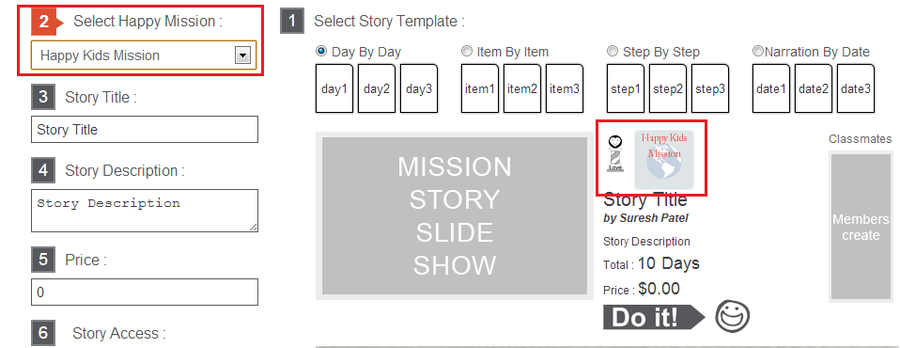 2 Select Happy Mission :
Happy Kids Mission
3 Story Title :
Story Title
4 Story Description :
Story Description
5 Price :
0
6 Story Access :
1 Select Story Template :
Day By Day
Item By Item
Step By Step
Narration By Date
day1 day2 day3
item1 item2 item3
step1 step2 step3
date1 date2 date3
MISSION
STORY
SLIDE
SHOW
Love
Happy Kids
Mission
Story Title
by Suresh Patel
Story Description
Total : 10 Days
Price : $0.00
Do it!
Classmates
Members
create